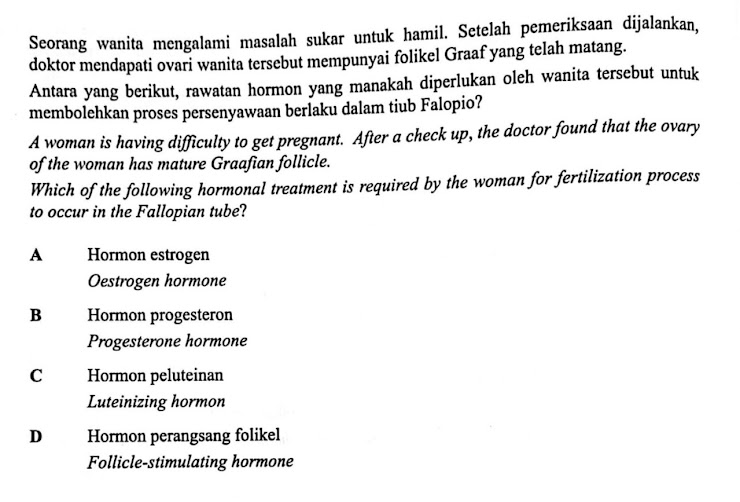 Seorang wanita mengalami masalah sukar untuk hamil. Setelah pemeriksaan dijalankan,
doktor mendapati ovari wanita tersebut mempunyai folikel Graaf yang telah matang.
Antara yang berikut, rawatan hormon yang manakah diperlukan oleh wanita tersebut untuk
membolehkan proses persenyawaan berlaku dalam tiub Falopio?
A woman is having difficulty to get pregnant. After a check up, the doctor found that the ovary
of the woman has mature Graafian follicle.
Which of the following hormonal treatment is required by the woman for fertilization process
to occur in the Fallopian tube?
A Hormon estrogen
Oestrogen hormone
B Hormon progesteron
Progesterone hormone
C Hormon peluteinan
Luteinizing hormon
D Hormon perangsang folikel
Follicle-stimulating hormone